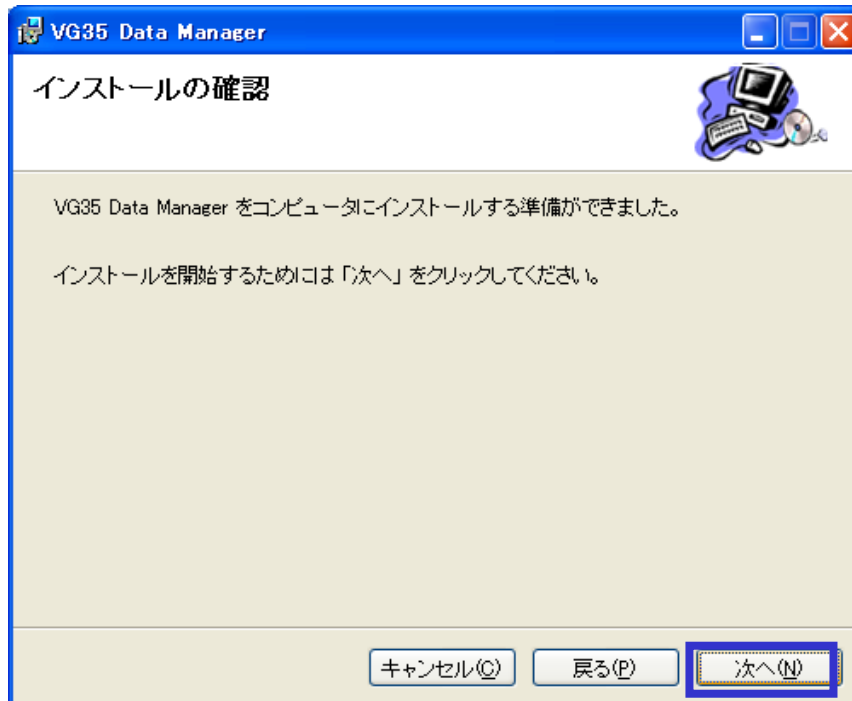 VG35 Data Manager
インストールの確認
VG35 Data Manager をコンピュータにインストールする準備ができました。
インストールを開始するためには「次へ」をクリックしてください。
キャンセル(C) 戻る(P) 次へ(N)